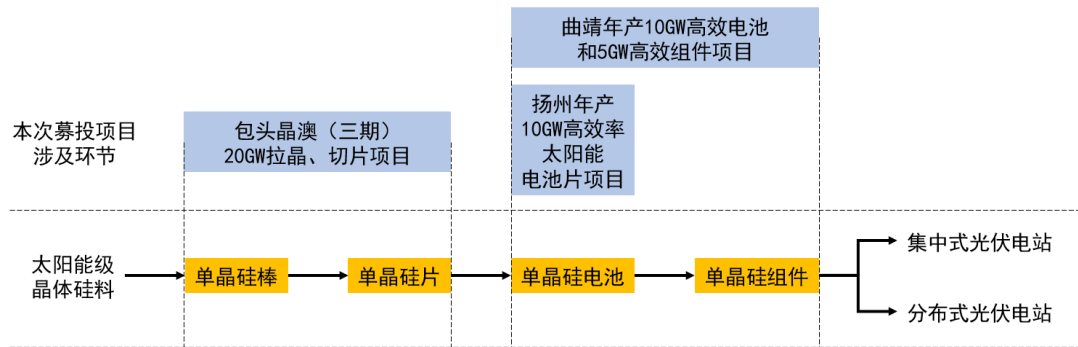 曲靖年产10GW高效电池
和5GW高效组件项目
扬州年产
10GW高效率
太阳能
电池片项目
本次募投项目
涉及环节
包头晶澳（三期）
20GW拉晶、切片项目
太阳能级
晶体硅料
单晶硅棒
单晶硅片
单晶硅电池
单晶硅组件
集中式光伏电站
分布式光伏电站